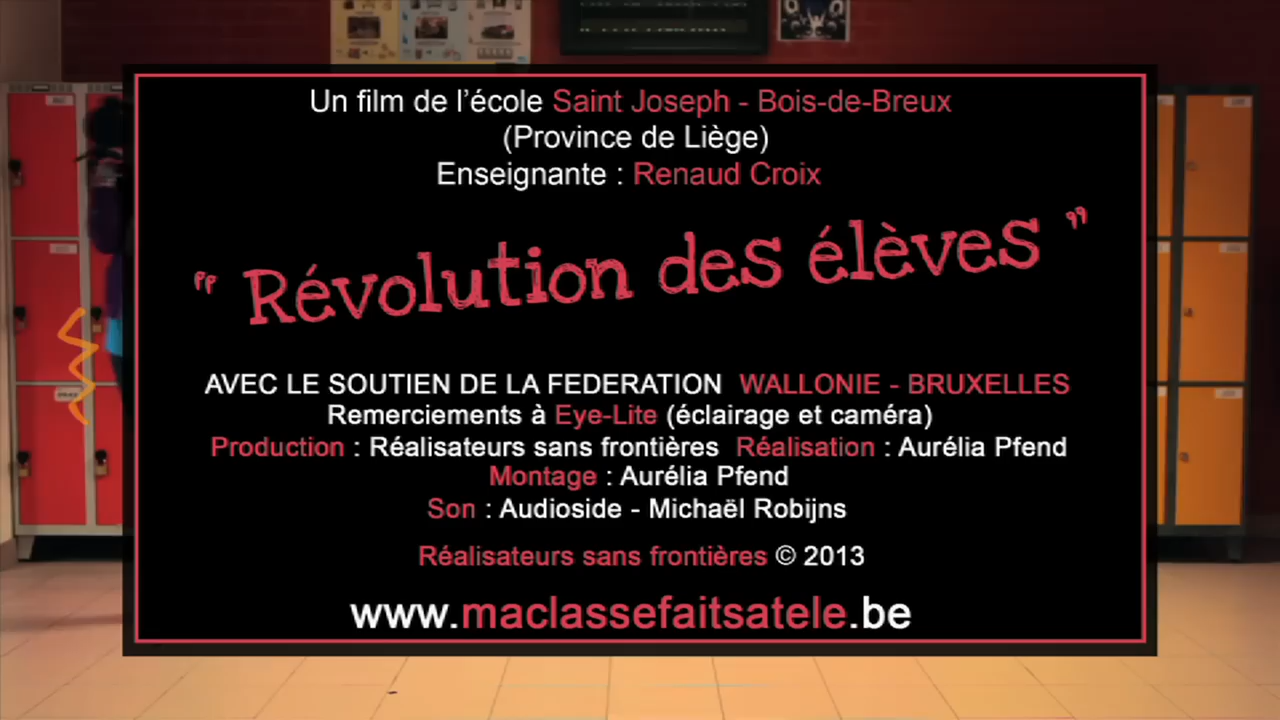 Un film de l'école Saint Joseph - Bois-de-Breux
(Province de Liège)
Enseignante : Renaud Croix
" Révolution des élèves "
AVEC LE SOUTIEN DE LA FEDERATION WALLONIE - BRUXELLES
Remerciements à Eye-Lite (éclairage et caméra)
Production : Réalisateurs sans frontières Réalisation : Aurélia Pfend
Montage : Aurélia Pfend
Son : Audioside - Michaël Robijns
Réalisateurs sans frontières © 2013
www.maclassefaitsatele.be